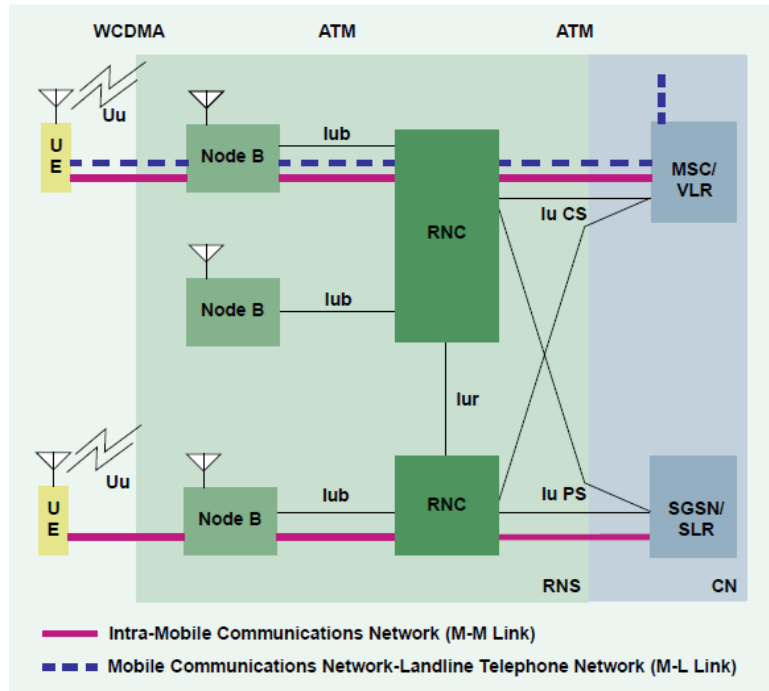 WCDMA ATM ATM
Uu
U
E
Node B
Iub
RNC
MSC/
VLR
Iu CS
Node B
Iub
Iur
Uu
U
E
Node B
Iub
RNC
Iu PS
SGSN/
SLR
RNS
CN
Intra-Mobile Communications Network (M-M Link)
Mobile Communications Network-Landline Telephone Network (M-L Link)